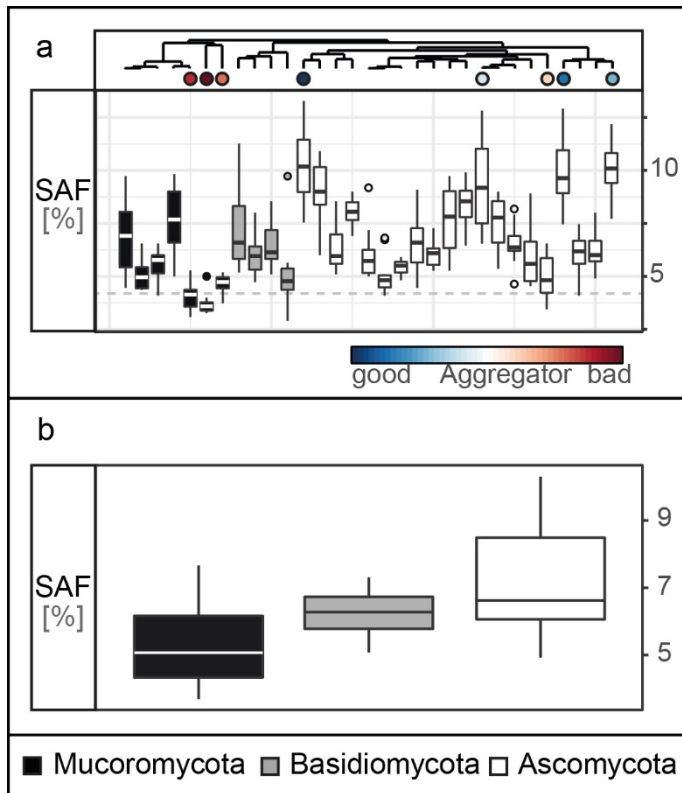 a
SAF
[%]
10
5
good Aggregator bad
b
SAF
[%]
9
7
5
Mucoromycota Basidiomycota Ascomycota